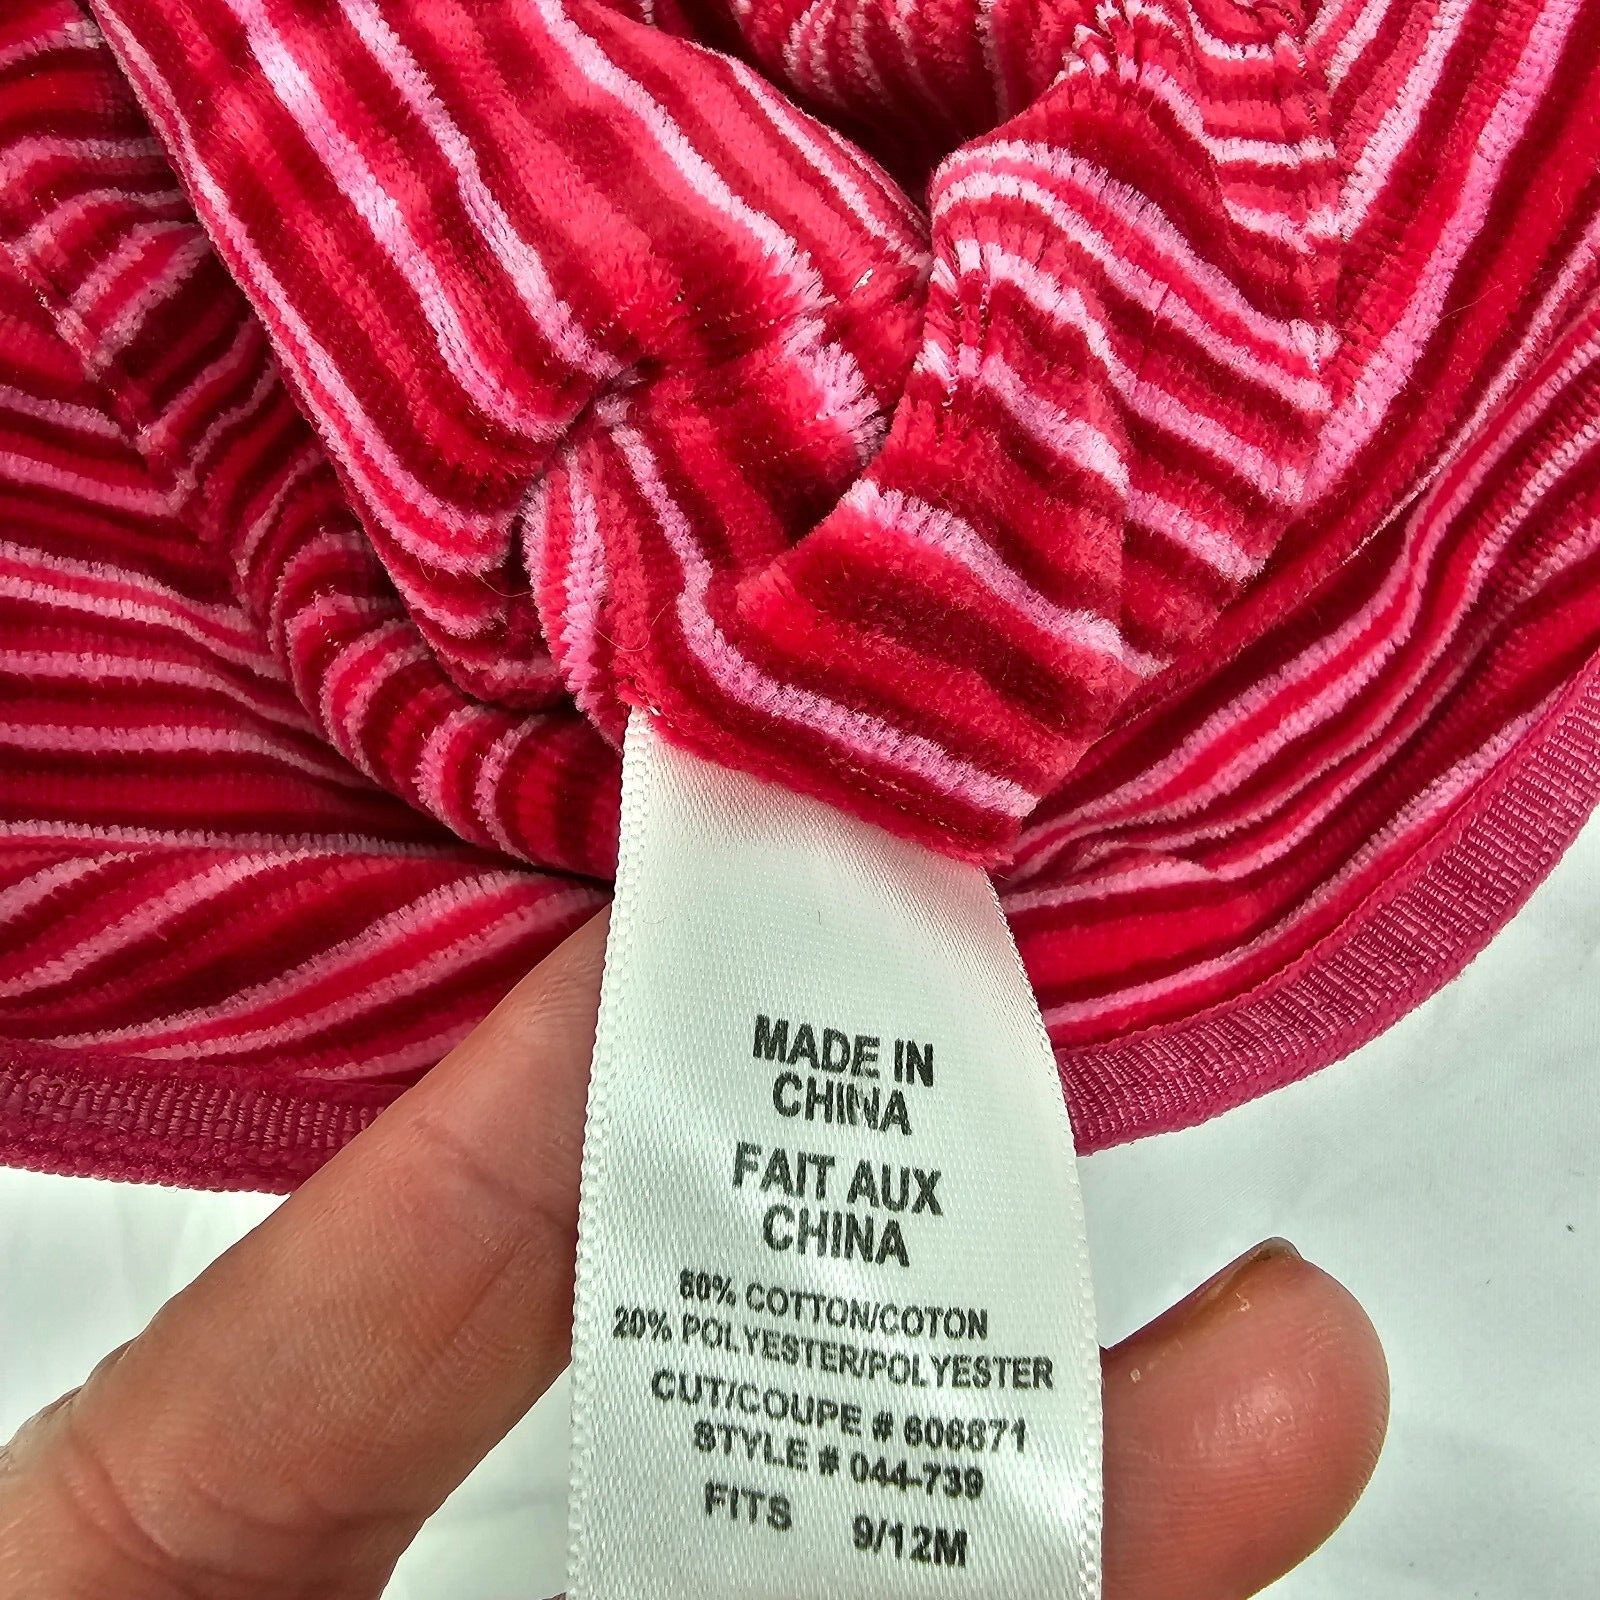 MADE IN
CHINA
FAIT AUX
CHINA
80% COTTON/COTON
20% POLYESTER/POLYESTER
CUT/COUPE # 606871
STYLE # 044-739
FITS 9/12M